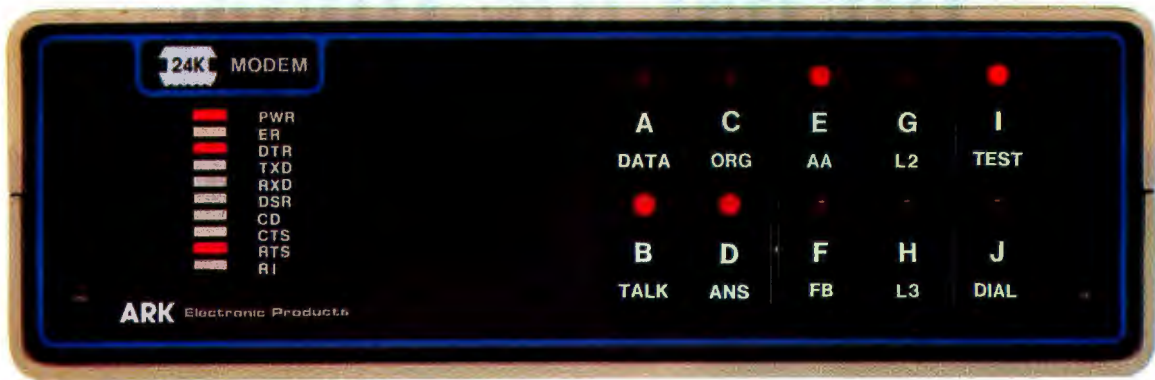 24K MODEM
PWR
ER
DTR
TXD
RXD
DSR
CD
CTS
RTS
RI
ARK Electronic Products
A C E G I
DATA ORG AA L2 TEST
B D F H J
TALK ANS FB L3 DIAL